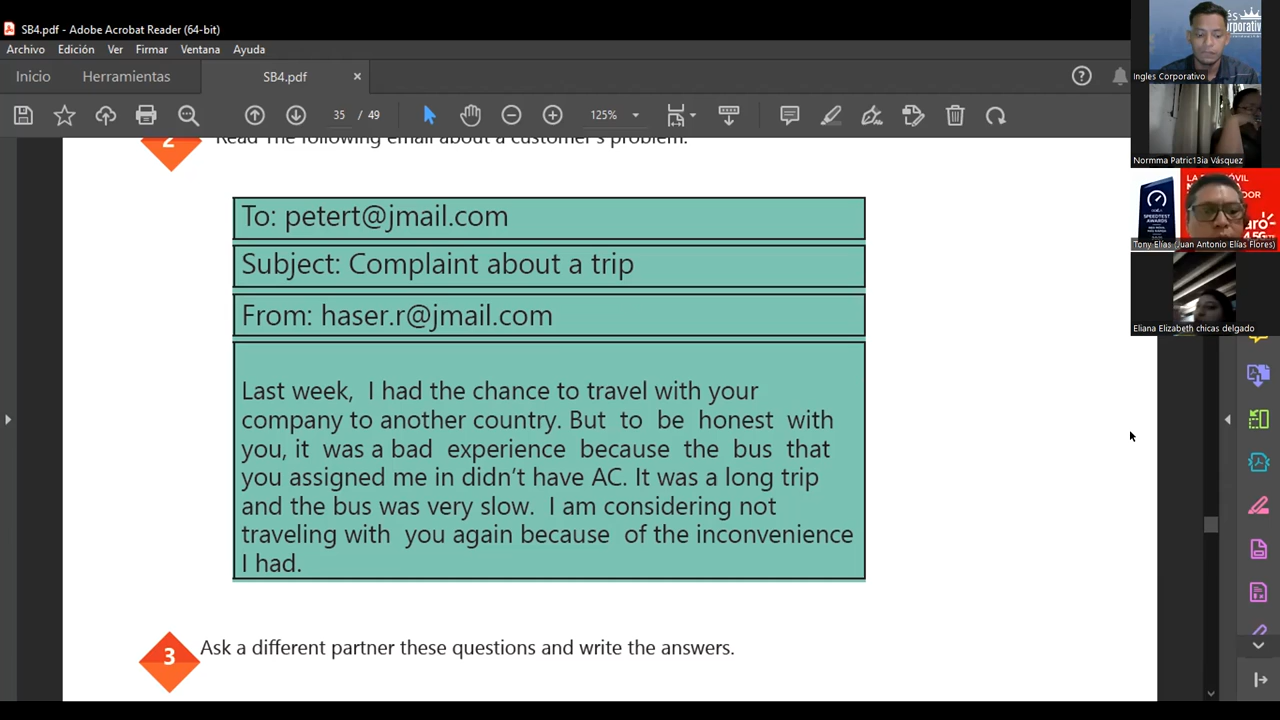 SB4.pdf - Adobe Acrobat Reader (64-bit)
Archivo Edición Ver Firmar Ventana Ayuda
Inicio Herramientas SB4.pdf ×
35 / 49 125%
2 Read The following email about a customer's problem.
To: petert@jmail.com
Subject: Complaint about a trip
From: haser.r@jmail.com
Last week, I had the chance to travel with your
company to another country. But to be honest with
you, it was a bad experience because the bus that
you assigned me in didn't have AC. It was a long trip
and the bus was very slow. I am considering not
traveling with you again because of the inconvenience
I had.
3 Ask a different partner these questions and write the answers.
Ingles Corporativo
Normma Patric13ia Vásquez
SPEEDTEST
AWARDS
Tony Elías (Juan Antonio Elías Flores)
Eliana Elizabeth chicas delgado